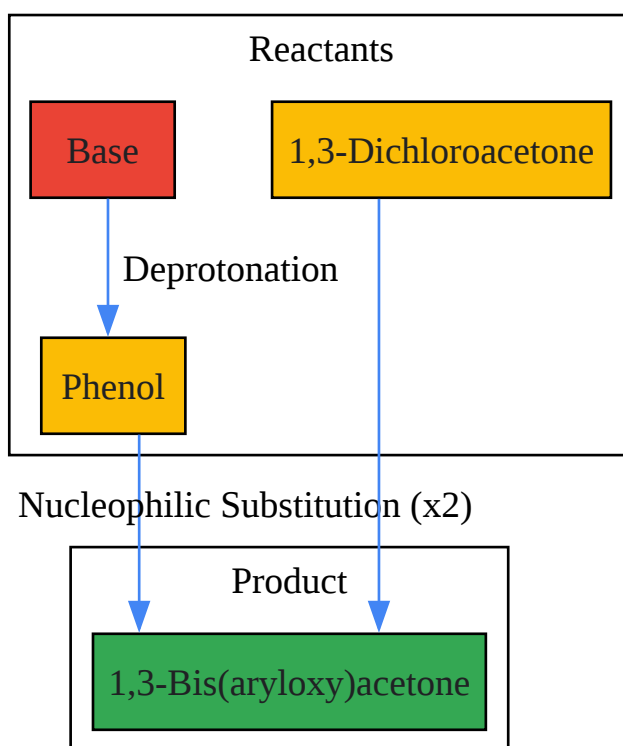 Reactants
Base
1,3-Dichloroacetone
Deprotonation
Phenol
Nucleophilic Substitution (x2)
Product
1,3-Bis(aryloxy)acetone